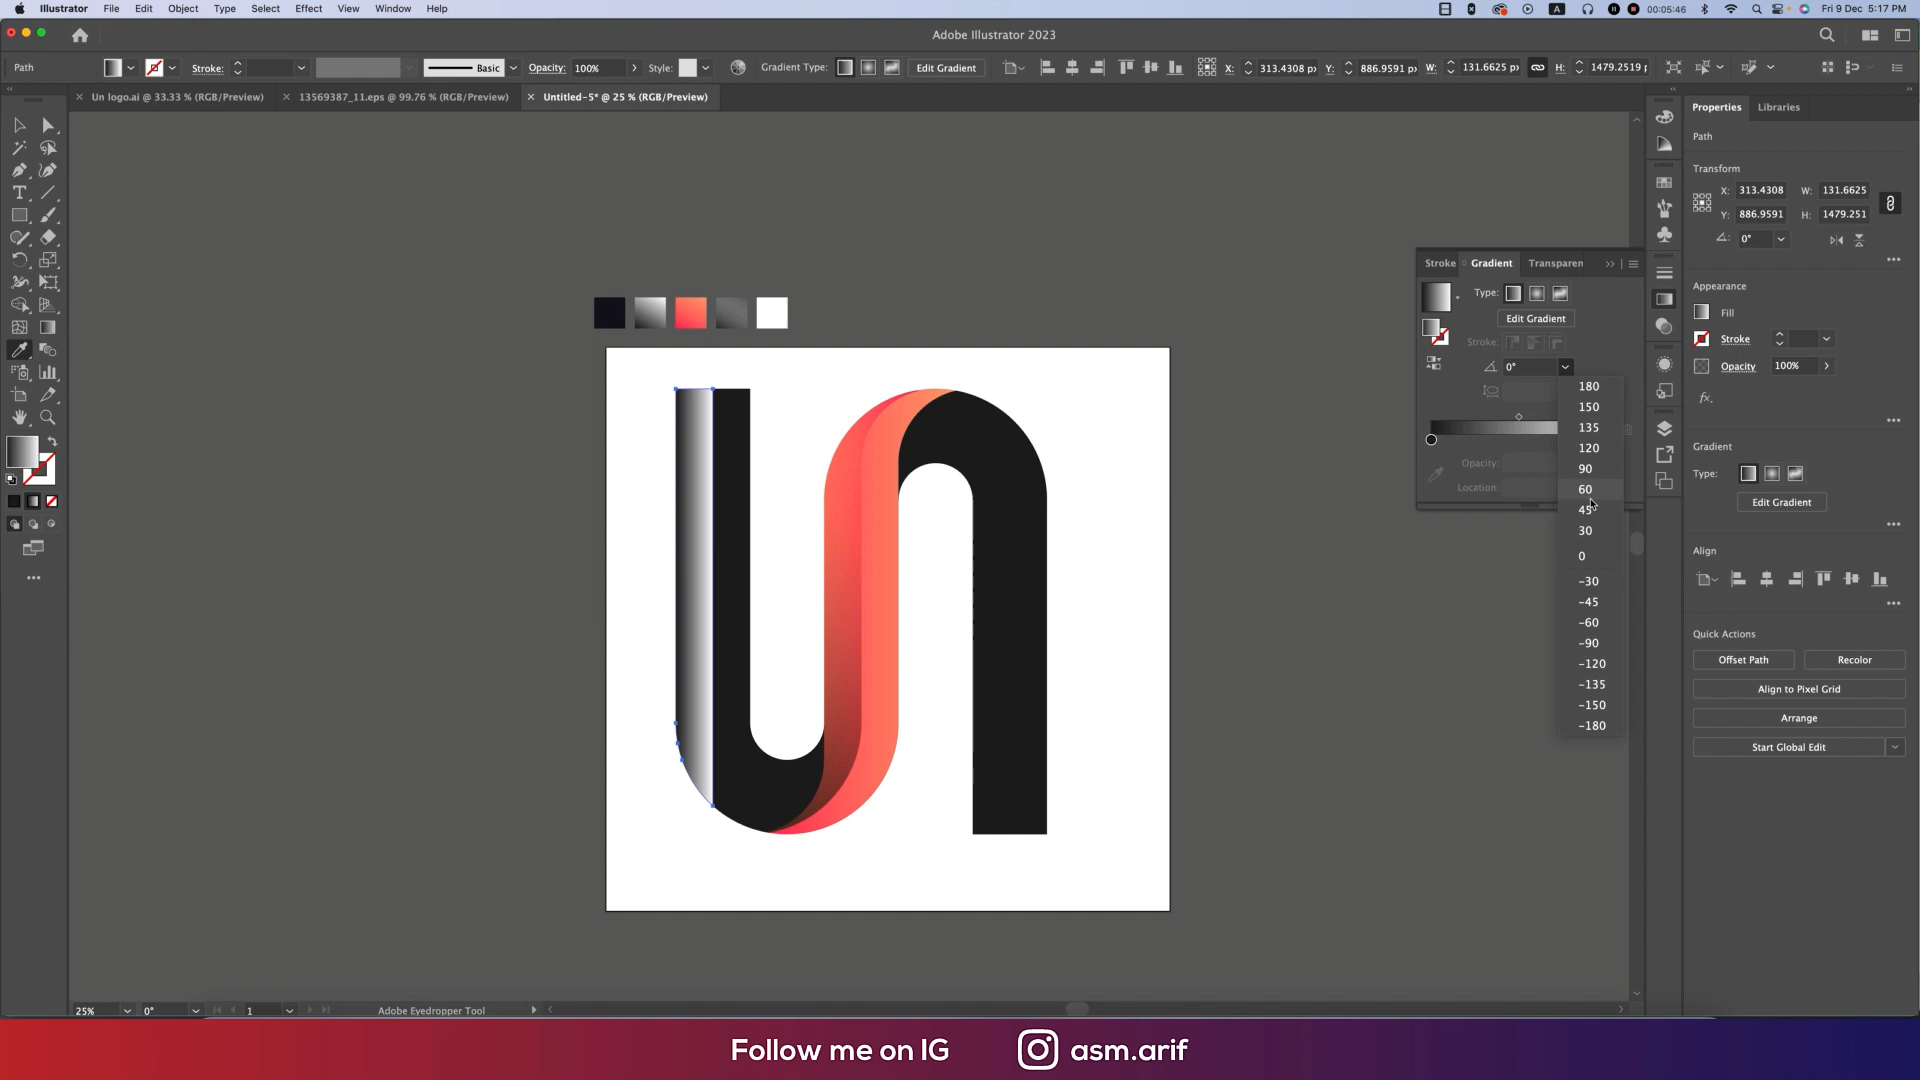 Illustrator File Edit Object Type Select Effect View Window Help
A 00:05:46 Fri 9 Dec 5:17 PM
Adobe Illustrator 2023
Path Stroke: Basic Opacity: 100% Style: Gradient Type: Edit Gradient X: 313.4308 p Y: 886.9591 p W: 131.6625 p H: 1479.2519
Un logo.ai @ 33.33 % (RGB/Preview) 13569387_11.eps @ 99.76 % (RGB/Preview) Untitled-5* @ 25 % (RGB/Preview)
Properties Libraries
Path
Transform
X: 313.4308 W: 131.6625
Y: 886.9591 H: 1479.251
0°
Appearance
Fill
Stroke
Opacity 100%
fx.
Gradient
Type:
Edit Gradient
Align
Quick Actions
Offset Path Recolor
Align to Pixel Grid
Arrange
Start Global Edit
Stroke Gradient Transparen
Type:
Edit Gradient
Stroke:
0°
Opacity:
Location:
180
150
135
120
90
60
45
30
0
-30
-45
-60
-90
-120
-135
-150
-180
25% 0° 1 Adobe Eyedropper Tool
Follow me on IG asm.arif